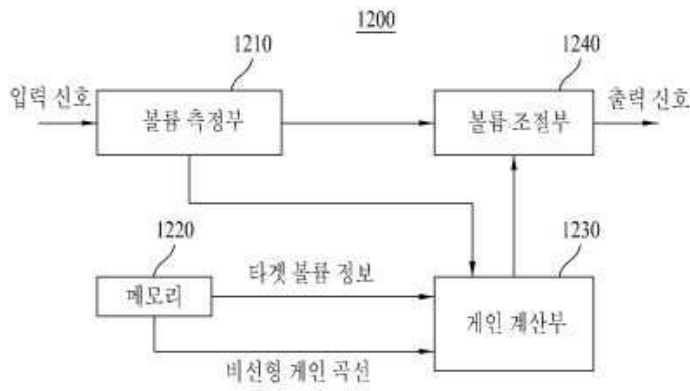 1200
1210
1240
입력 신호
볼륨 측정부
볼륨 조절부
출력 신호
1220
1230
메모리
타겟 볼륨 정보
게인 계산부
비선형 게인 곡선